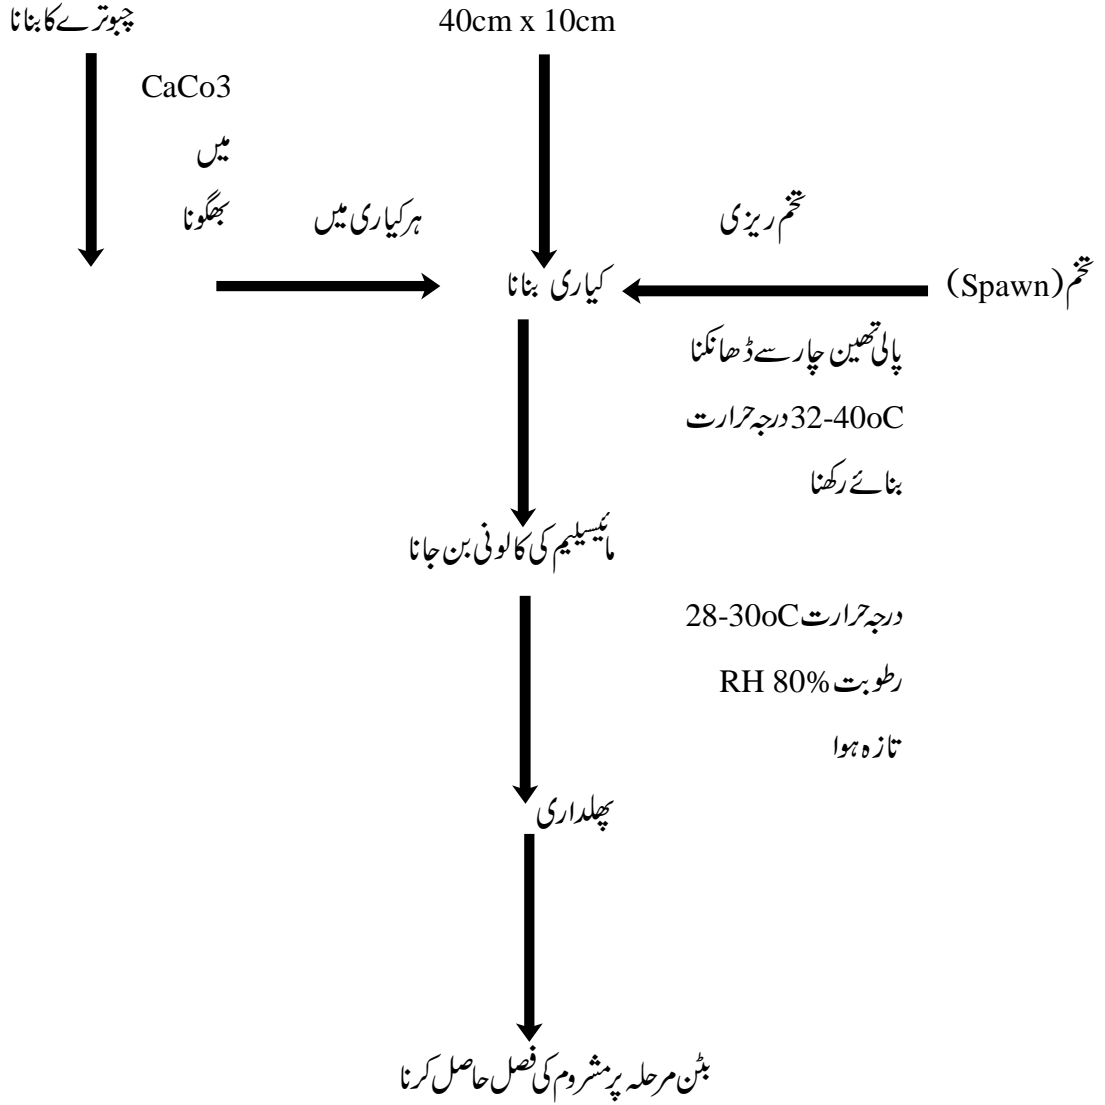 چبوترے کا بنانا
40cm x 10cm
CaCo3
میں
بھگونا
ہر کیاری میں
تخم ریزی
کیاری بنانا
تخم (Spawn)
پالی تھین چار سے ڈھانکنا
32-40oC درجہ حرارت
بنائے رکھنا
مائیسیلیم کی کالونی بن جانا
درجہ حرارت 28-30oC
رطوبت RH 80%
تازہ ہوا
پھلداری
بٹن مرحلہ پر مشروم کی فصل حاصل کرنا